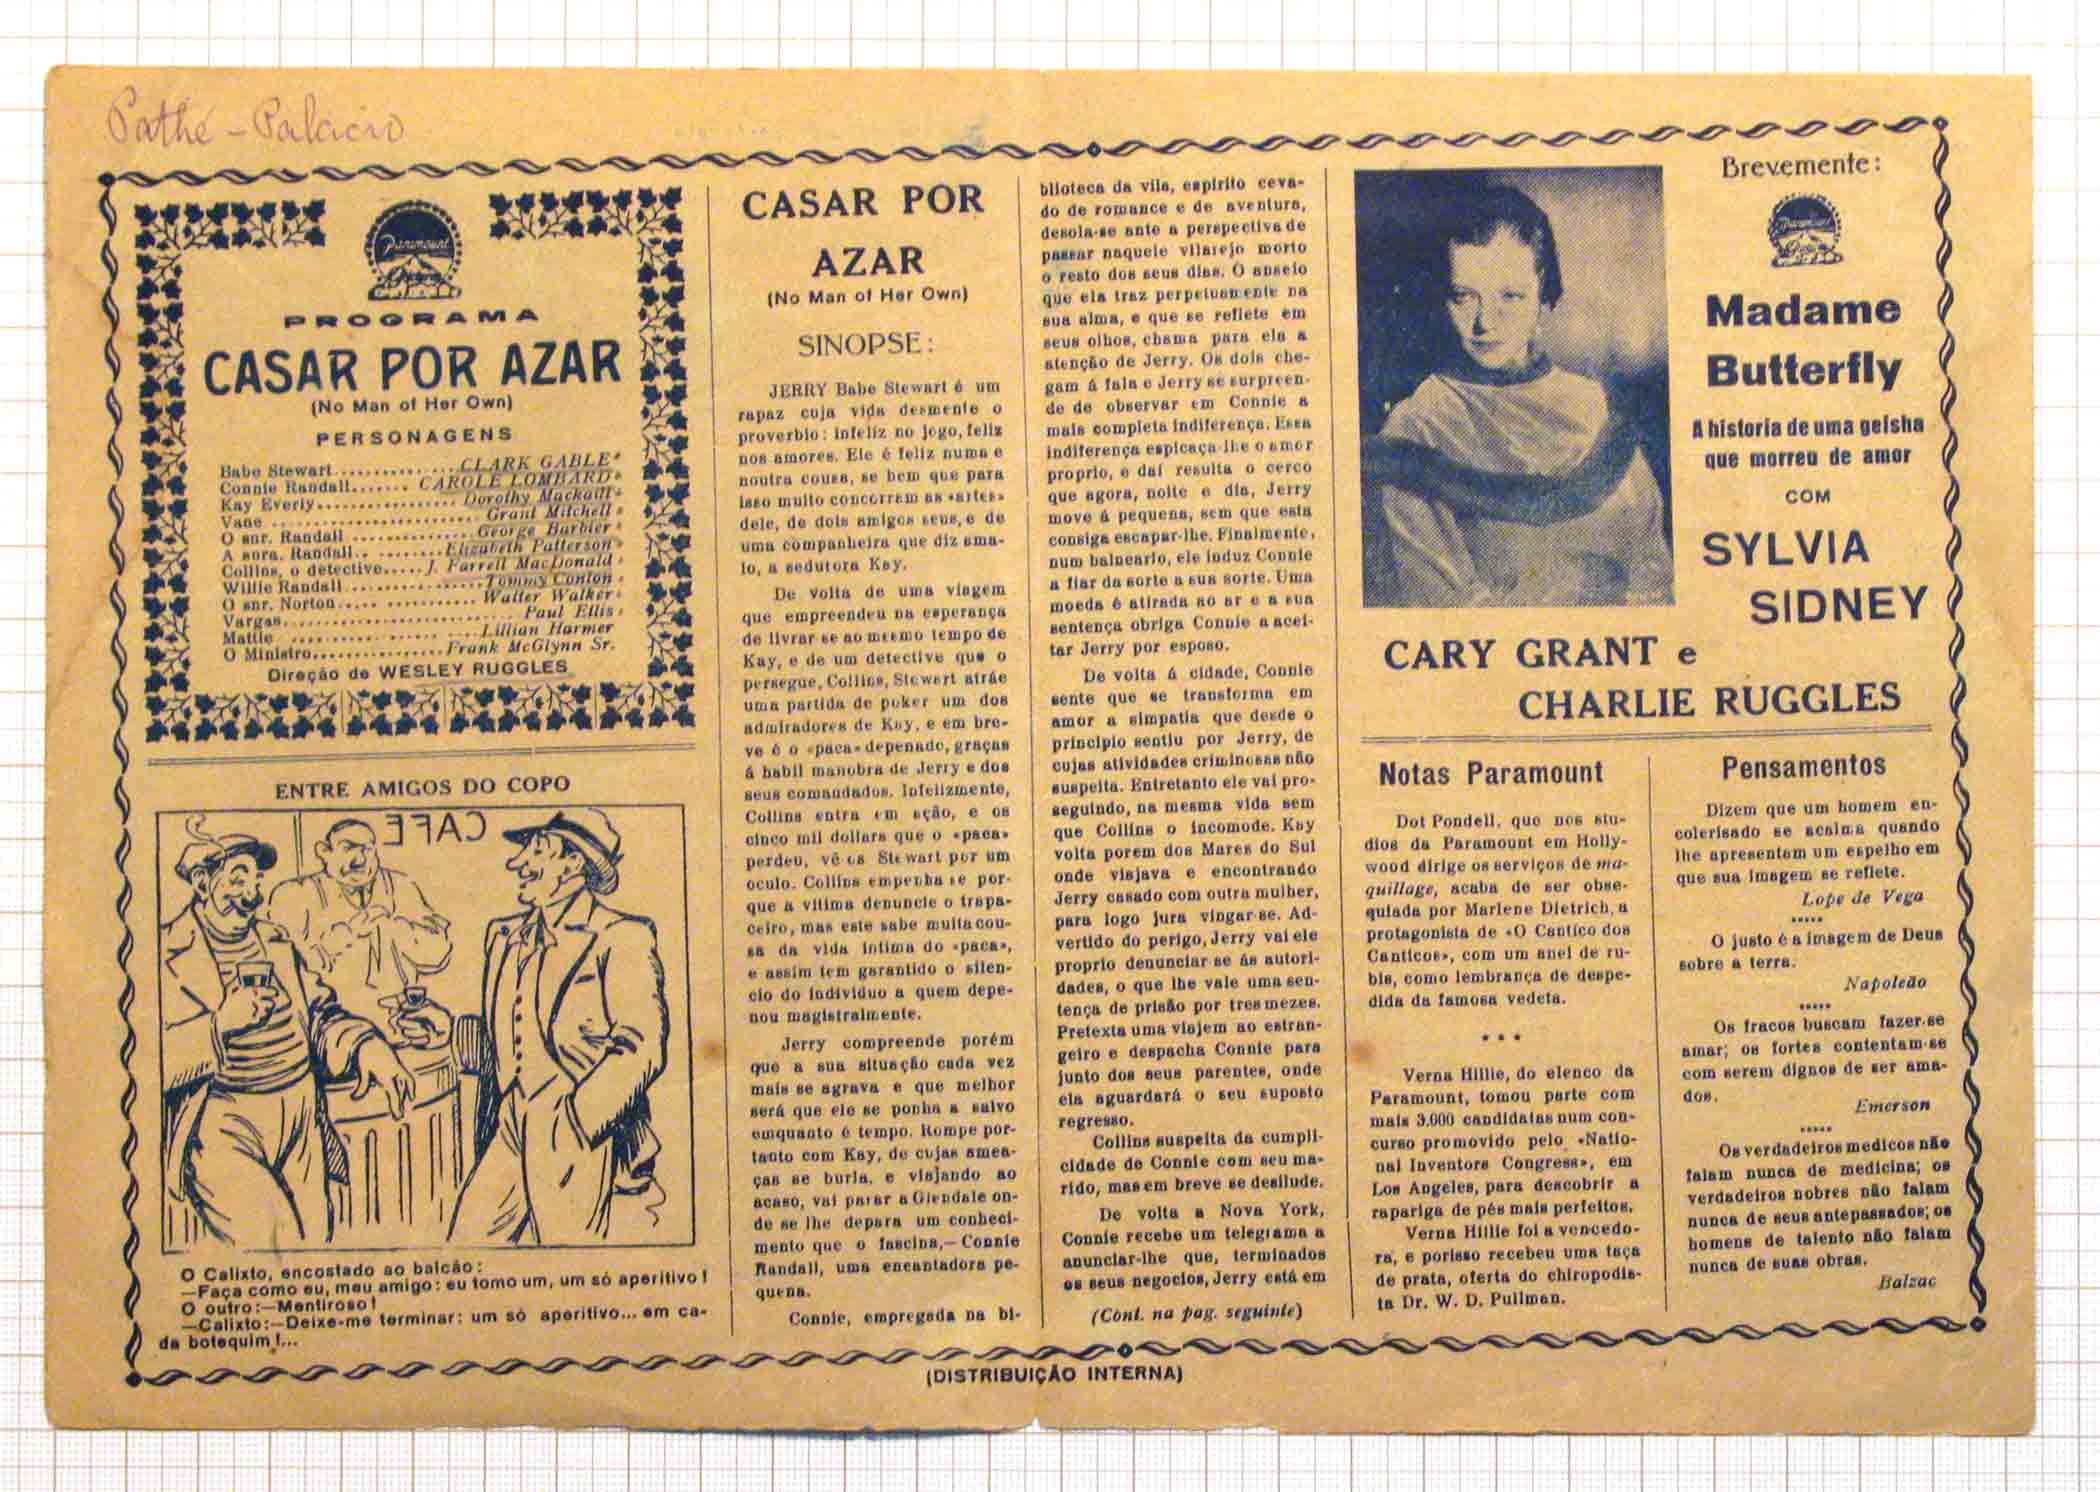 Pathé - Palacio
Paramount
Pictures
PROGRAMA
CASAR POR AZAR
(No Man of Her Own)
PERSONAGENS
Babe Stewart.............CLARK GABLE
Connie Randall.......CAROLE LOMBARD
Kay Everly..................Dorothy Mackaill
Vane ..........................Grant Mitchell
O snr. Randall ................George Barbier
A snra. Randall.. ........Elizabeth Patterson
Collins, o detective.....J. Farrell MacDonald
Willie Randall..................Tommy Conlon
O snr. Norton..... ............Walter Walker
Vargas.............................Paul Ellis
Mattie ......................Lillian Harmer
O Ministro.................Frank McGlynn Sr.
Direção de WESLEY RUGGLES
ENTRE AMIGOS DO COPO
CAFE
O Calixto, encostado ao balcão:
—Faça como eu, meu amigo: eu tomo um, um só aperitivo!
O outro:—Mentiroso!
—Calixto:—Deixe-me terminar: um só aperitivo... em ca-
da botequim!...
CASAR POR
AZAR
(No Man of Her Own)
SINOPSE:
JERRY Babe Stewart é um
rapaz cuja vida desmente o
proverbio: infeliz no jogo, feliz
nos amores. Ele é feliz numa e
noutra cousa, se bem que para
isso muito concorrem as «artes»
dele, de dois amigos seus, e de
uma companheira que diz ama-
lo, a sedutora Kay.
De volta de uma viagem
que empreendeu na esperança
de livrar-se ao mesmo tempo de
Kay, e de um detective que o
persegue, Collins, Stewart atráe
uma partida de poker um dos
admiradores de Kay, e em bre-
ve é o «paca» depenado, graças
á habil manobra de Jerry e dos
seus comandados. Infelizmente,
Collins entra em ação, e os
cinco mil dollars que o «paca»
perdeu, vê-os Stewart por um
oculo. Collins empenha-se por-
que a vitima denuncie o trapa-
ceiro, mas este sabe muita cou-
sa da vida intima do «paca»,
e assim tem garantido o silen-
cio do individuo a quem depe-
nou magistralmente.
Jerry compreende porém
que a sua situação cada vez
mais se agrava e que melhor
será que ele se ponha a salvo
emquanto é tempo. Rompe por-
tanto com Kay, de cujas amea-
ças se burla, e viajando ao
acaso, vai parar a Glendale on-
de se lhe depara um conheci-
mento que o fascina,— Connie
Randall, uma encantadora pe-
quena.
Connie, empregada na bi-
blioteca da vila, espirito ceva-
do de romance e de aventura,
desola-se ante a perspectiva de
passar naquele vilarejo morto
o resto dos seus dias. O anseio
que ela traz perpetuamente na
sua alma, e que se reflete em
seus olhos, chama para ela a
atenção de Jerry. Os dois che-
gam á fala e Jerry se surpreen-
de de observar em Connie a
mais completa indiferença. Essa
indiferença espicaça-lhe o amor
proprio, e daí resulta o cerco
que agora, noite e dia, Jerry
move á pequena, sem que esta
consiga escapar-lhe. Finalmente,
num balneario, ele induz Connie
a fiar da sorte a sua sorte. Uma
moeda é atirada ao ar e a sua
sentença obriga Connie a acei-
tar Jerry por esposo.
De volta á cidade, Connie
sente que se transforma em
amor a simpatia que desde o
principio sentiu por Jerry, de
cujas atividades criminosas não
suspeita. Entretanto ele vai pro-
seguindo, na mesma vida sem
que Collins o incomode. Kay
volta porem dos Mares do Sul
onde viajava e encontrando
Jerry casado com outra mulher,
para logo jura vingar-se. Ad-
vertido do perigo, Jerry vai ele
proprio denunciar-se ás autori-
dades, o que lhe vale uma sen-
tença de prisão por tres mezes.
Pretexta uma viajem ao estran-
geiro e despacha Connie para
junto dos seus parentes, onde
ela aguardará o seu suposto
regresso.
Collins suspeita da cumpli-
cidade de Connie com seu ma-
rido, mas em breve se desilude.
De volta a Nova York,
Connie recebe um telegrama a
anunciar-lhe que, terminados
os seus negocios, Jerry está em
(Cont. na pag. seguinte)
Brevemente:
Paramount
Pictures
Madame
Butterfly
A historia de uma geisha
que morreu de amor
COM
SYLVIA
SIDNEY
CARY GRANT e
CHARLIE RUGGLES
Notas Paramount
Dot Pondell, que nos stu-
dios da Paramount em Holly-
wood dirige os serviços de ma-
quillage, acaba de ser obse-
quiada por Marlene Dietrich, a
protagonista de «O Cantico dos
Canticos», com um anel de ru-
bis, como lembrança de despe-
dida da famosa vedeta.
* * *
Verna Hillie, do elenco da
Paramount, tomou parte com
mais 3.000 candidatas num con-
curso promovido pelo «Natio-
nal Inventors Congress», em
Los Angeles, para descobrir a
rapariga de pés mais perfeitos.
Verna Hillie foi a vencedo-
ra, e porisso recebeu uma taça
de prata, oferta do chiropodis-
ta Dr. W. D. Pullman.
Pensamentos
Dizem que um homem en-
colerisado se acalma quando
lhe apresentam um espelho em
que sua imagem se reflete.
Lope de Vega
*****
O justo é a imagem de Deus
sobre a terra.
Napoleão
*****
Os fracos buscam fazer-se
amar; os fortes contentam-se
com serem dignos de ser ama-
dos.
Emerson
*****
Os verdadeiros medicos não
falam nunca de medicina; os
verdadeiros nobres não falam
nunca de seus antepassados; os
homens de talento não falam
nunca de suas obras.
Balzac
(DISTRIBUIÇÃO INTERNA)